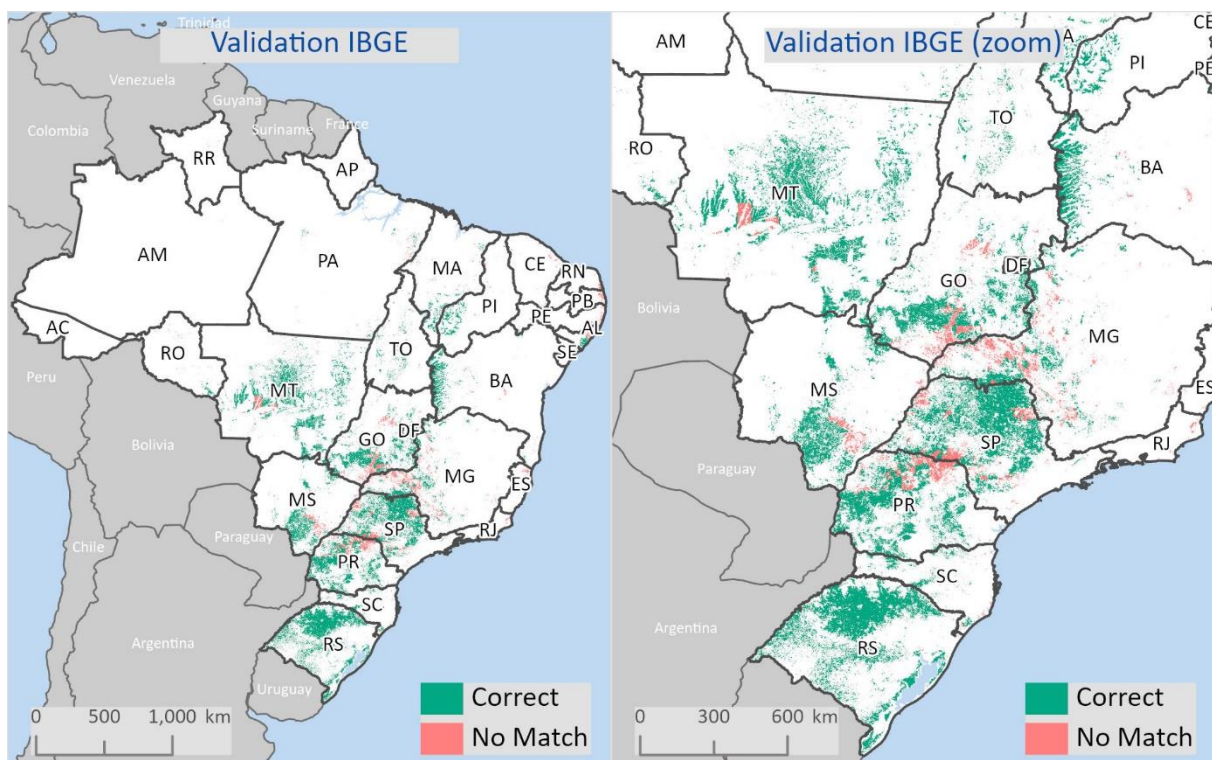 Validation IBGE
Trinidad
Venezuela
Guyana
Suriname
France
Colombia
RR
AP
AM
PA
MA
CE
RN
PB
PI
PE
AL
SE
AC
RO
TO
BA
MT
Peru
Bolivia
GO
DF
MG
ES
MS
SP
RJ
Paraguay
PR
Chile
SC
RS
Argentina
Uruguay
0 500 1,000 km
Correct
No Match
Validation IBGE (zoom)
AM
A
CE
PI
PE
TO
RO
BA
MT
DF
GO
Bolivia
MG
ES
MS
RJ
SP
Paraguay
PR
SC
Argentina
RS
0 300 600 km
Correct
No Match